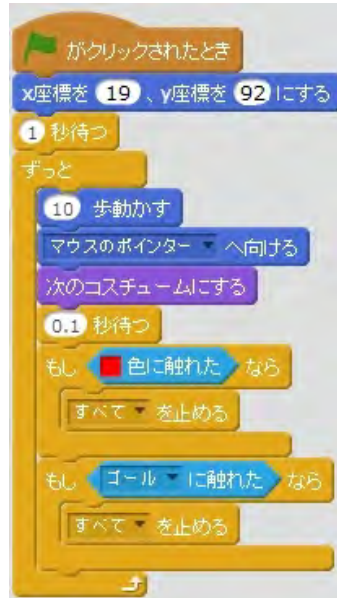 がクリックされたとき
x座標を 19 、y座標を 92 にする
1 秒待つ
ずっと
10 歩動かす
マウスのポインター へ向ける
次のコスチュームにする
0.1 秒待つ
もし 色に触れた なら
すべて を止める
もし ゴール に触れた なら
すべて を止める